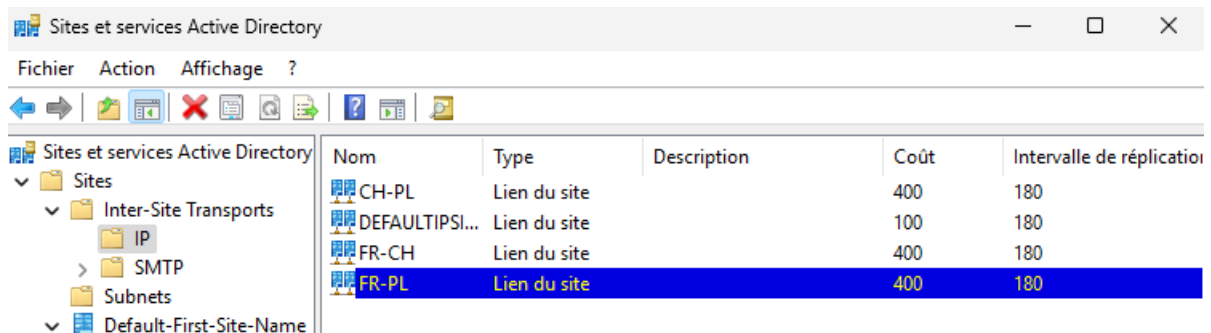 Sites et services Active Directory
Fichier Action Affichage ?
Sites et services Active Directory
Sites
Inter-Site Transports
IP
SMTP
Subnets
Default-First-Site-Name
Nom Type Description Coût Intervalle de réplication
CH-PL Lien du site 400 180
DEFAULTIPSI... Lien du site 100 180
FR-CH Lien du site 400 180
FR-PL Lien du site 400 180